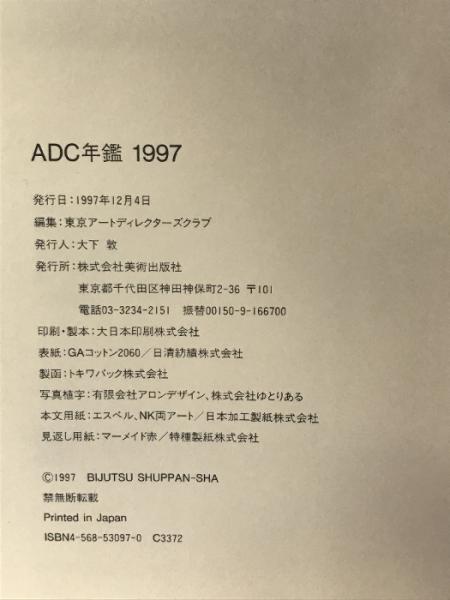 ADC年鑑 1997
発行日：1997年12月4日
編集：東京アートディレクターズクラブ
発行人：大下 敦
発行所：株式会社美術出版社
東京都千代田区神田神保町2-36 〒101
電話03-3234-2151 振替00150-9-166700
印刷・製本：大日本印刷株式会社
表紙：GAコットン2060／日清紡績株式会社
製函：トキワパック株式会社
写真植字：有限会社アロンデザイン、株式会社ゆとりある
本文用紙：エスペル、NK両アート／日本加工製紙株式会社
見返し用紙：マーメイド赤／特種製紙株式会社
©1997 BIJUTSU SHUPPAN-SHA
禁無断転載
Printed in Japan
ISBN4-568-53097-0 C3372